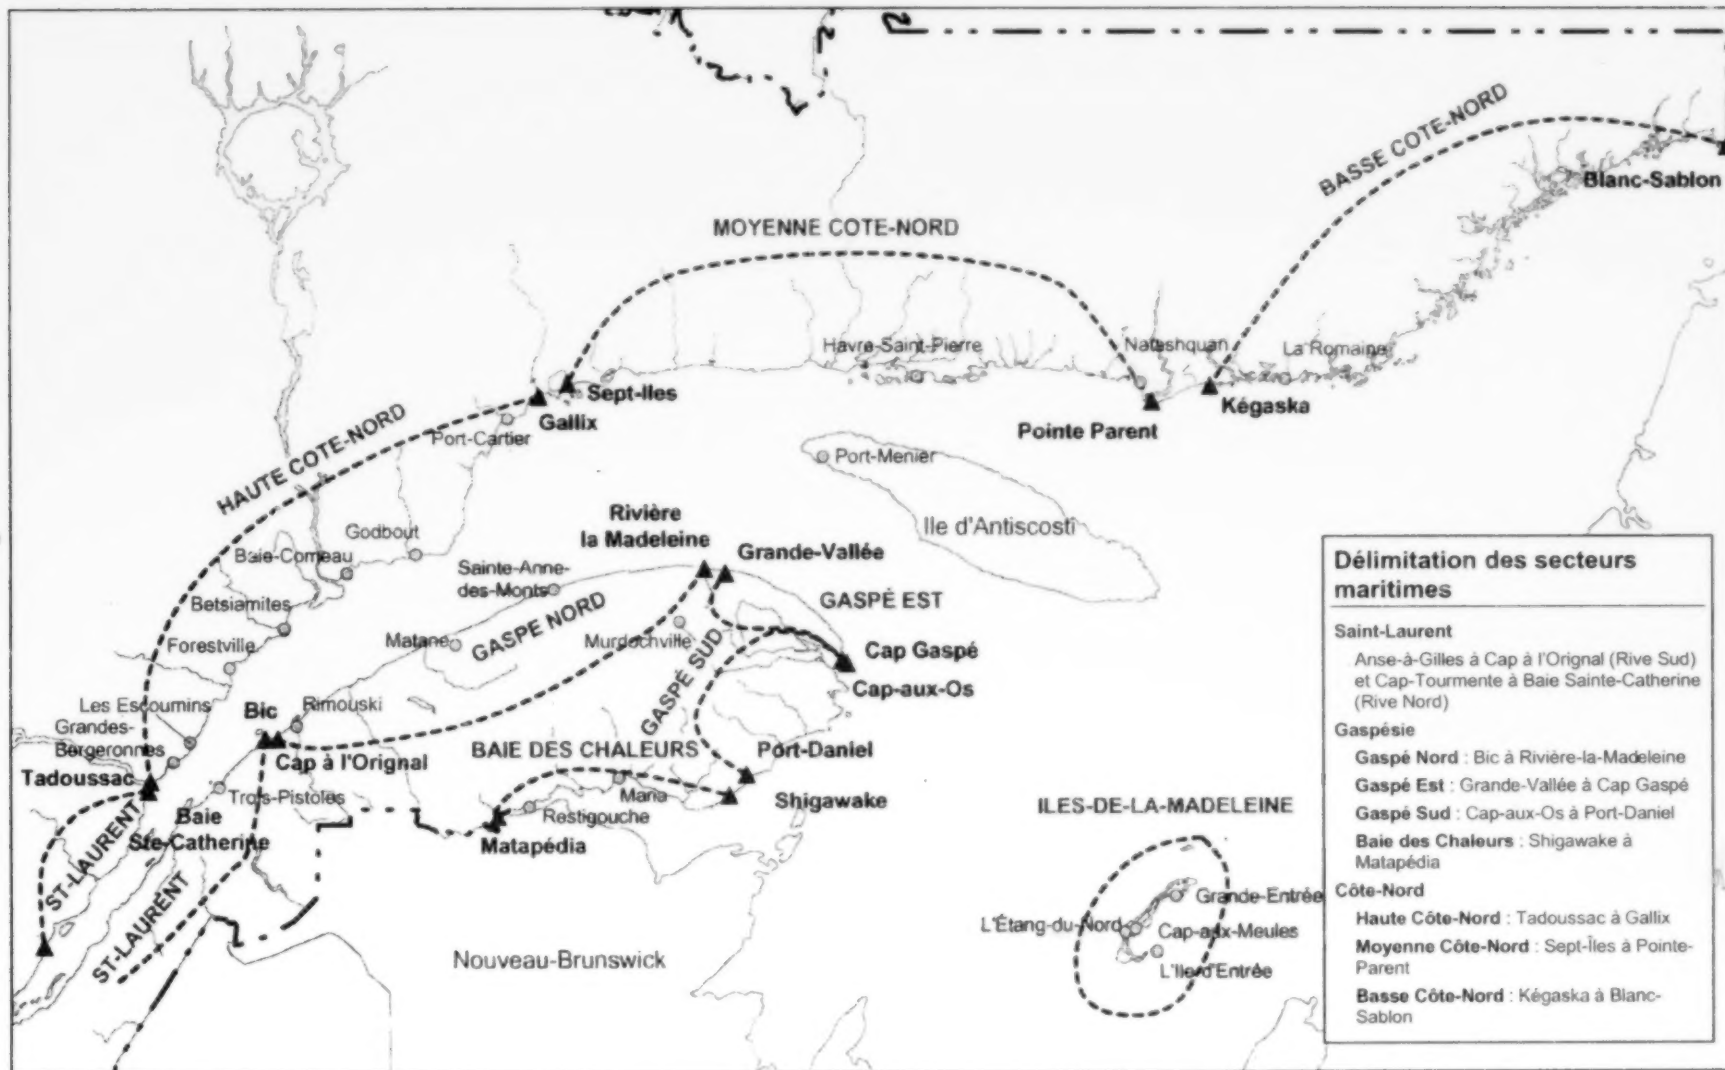 BASSE COTE-NORD
Blanc-Sablon
MOYENNE COTE-NORD
Havre-Saint-Pierre
Natashquan
La Romaine
Sept-Iles
Gallix
Kégaska
Pointe Parent
Port-Cartier
HAUTE COTE-NORD
Port-Menier
Ile d'Antiscosti
Godbout
Rivière
la Madeleine
Grande-Vallée
Baie-Comeau
Sainte-Anne-
des-Monts
Betsiamites
GASPÉ EST
GASPE NORD
Forestville
Matane
Murdochville
GASPÉ SUD
Cap Gaspé
Cap-aux-Os
Les Escoumins
Bic
Rimouski
Grandes-
Bergeronnes
BAIE DES CHALEURS
Port-Daniel
Cap à l'Orignal
Tadoussac
Trois-Pistoles
Maria
Shigawake
Baie
Ste-Catherine
Restigouche
Matapédia
ST-LAURENT
ST-LAURENT
Nouveau-Brunswick
ILES-DE-LA-MADELEINE
Grande-Entrée
L'Étang-du-Nord
Cap-aux-Meules
L'Ile d'Entrée
Délimitation des secteurs
maritimes
Saint-Laurent
Anse-à-Gilles à Cap à l'Orignal (Rive Sud)
et Cap-Tourmente à Baie Sainte-Catherine
(Rive Nord)
Gaspésie
Gaspé Nord : Bic à Rivière-la-Madeleine
Gaspé Est : Grande-Vallée à Cap Gaspé
Gaspé Sud : Cap-aux-Os à Port-Daniel
Baie des Chaleurs : Shigawake à
Matapédia
Côte-Nord
Haute Côte-Nord : Tadoussac à Gallix
Moyenne Côte-Nord : Sept-Îles à Pointe-
Parent
Basse Côte-Nord : Kégaska à Blanc-
Sablon